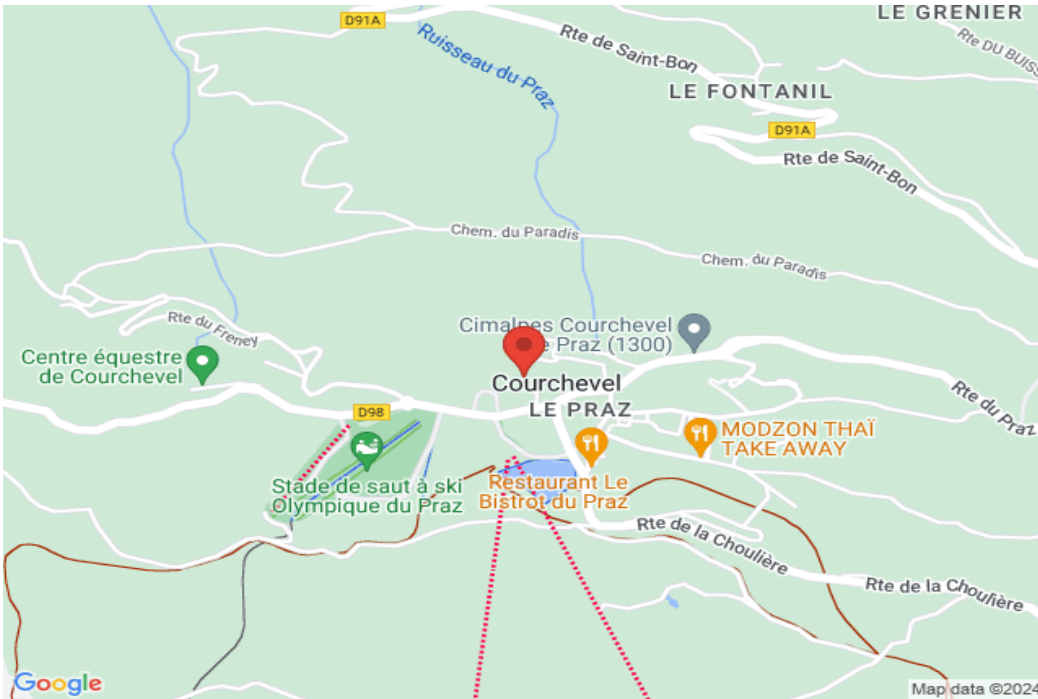 LE GRENIER
D91A
Rte de Saint-Bon
Rte DU BUISS
Ruisseau du Praz
LE FONTANIL
D91A
Rte de Saint-Bon
Chem. du Paradis
Chem. du Paradis
Rte du Freney
Cimalpes Courchevel
e Praz (1300)
Centre équestre
de Courchevel
Courchevel
LE PRAZ
Rte du Praz
D98
MODZON THAÏ
TAKE AWAY
Stade de saut à ski
Olympique du Praz
Restaurant Le
Bistrot du Praz
Rte de la Choulière
Rte de la Choulière
Google
Map data ©2024